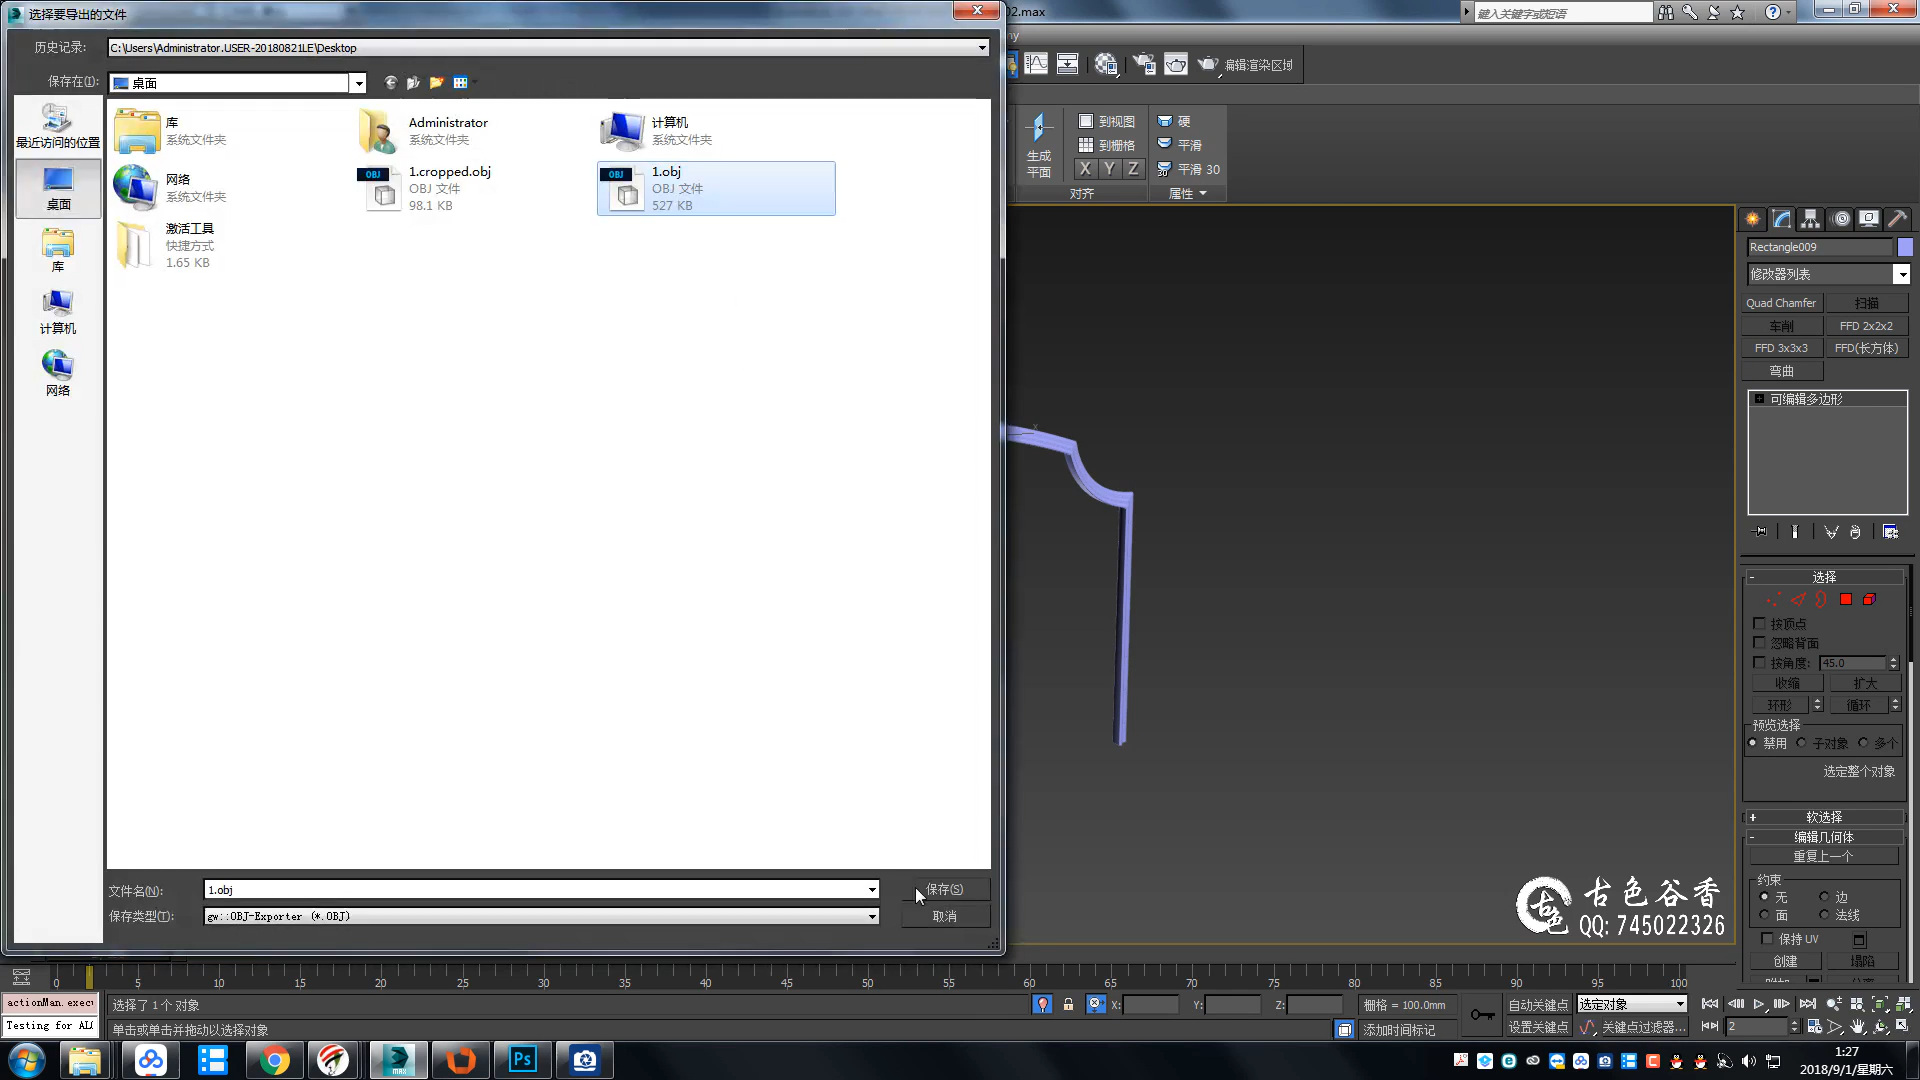 选择要导出的文件
02.max
键入关键字或短语
历史记录:
C:\Users\Administrator.USER-20180821LE\Desktop
保存在(I):
桌面
编辑渲染区域
最近访问的位置
桌面
库
计算机
网络
库
系统文件夹
Administrator
系统文件夹
计算机
系统文件夹
网络
系统文件夹
1.cropped.obj
OBJ 文件
98.1 KB
1.obj
OBJ 文件
527 KB
激活工具
快捷方式
1.65 KB
生成
平面
到视图
到栅格
X Y Z
对齐
硬
平滑
平滑 30
属性
Rectangle009
修改器列表
Quad Chamfer
扫描
车削
FFD 2x2x2
FFD 3x3x3
FFD(长方体)
弯曲
可编辑多边形
选择
按顶点
忽略背面
按角度:
45.0
收缩
扩大
环形
循环
预览选择
禁用
子对象
多个
选定整个对象
软选择
编辑几何体
重复上一个
约束
无
边
面
法线
保持 UV
创建
塌陷
文件名(N):
1.obj
保存(S)
保存类型(T):
gw::OBJ-Exporter (*.OBJ)
取消
古色谷香
QQ: 745022326
古色
0 5 10 15 20 25 30 35 40 45 50 55 60 65 70 75 80 85 90 95 100
actionMan.exec
选择了 1 个 对象
X:
Y:
Z:
栅格 = 100.0mm
自动关键点
选定对象
Testing for ALL
单击或单击并拖动以选择对象
添加时间标记
设置关键点
关键点过滤器...
2
MAX
Ps
1:27
2018/9/1/星期六